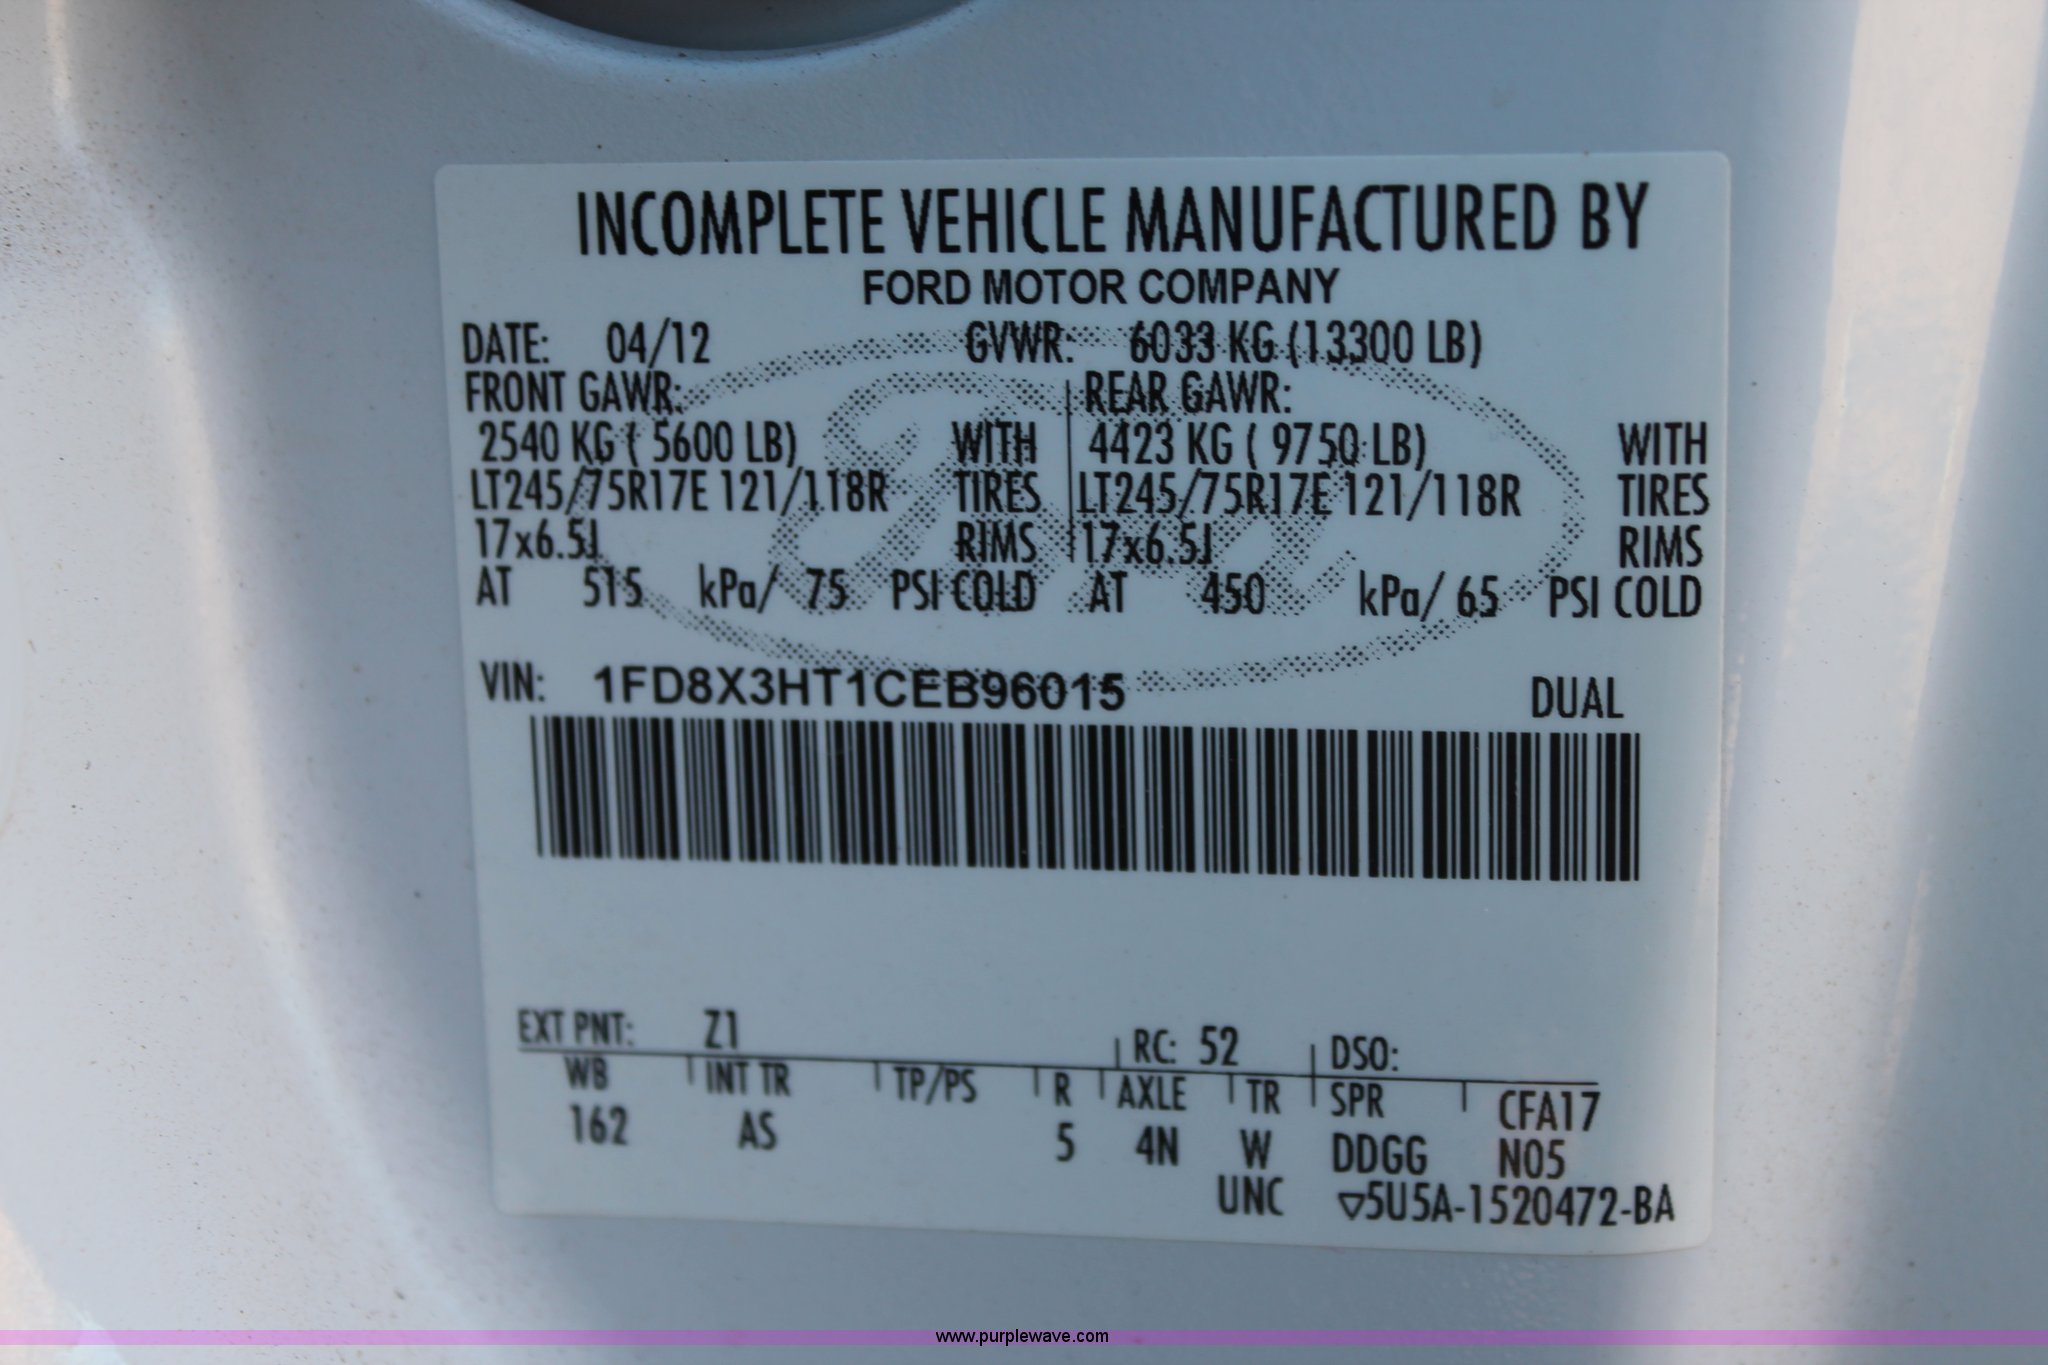 INCOMPLETE VEHICLE MANUFACTURED BY
FORD MOTOR COMPANY
DATE: 04/12 GVWR: 6033 KG (13300 LB)
FRONT GAWR: REAR GAWR:
2540 KG ( 5600 LB) WITH 4423 KG ( 9750 LB) WITH
LT245/75R17E 121/118R TIRES LT245/75R17E 121/118R TIRES
17x6.5J RIMS 17x6.5J RIMS
AT 515 kPa/ 75 PSI COLD AT 450 kPa/ 65 PSI COLD
Ford
VIN: 1FD8X3HT1CEB96015 DUAL
EXT PNT: Z1 RC: 52 DSO:
WB INT TR TP/PS R AXLE TR SPR CFA17
162 AS 5 4N W DDGG N05
UNC ▽5U5A-1520472-BA
www.purplewave.com